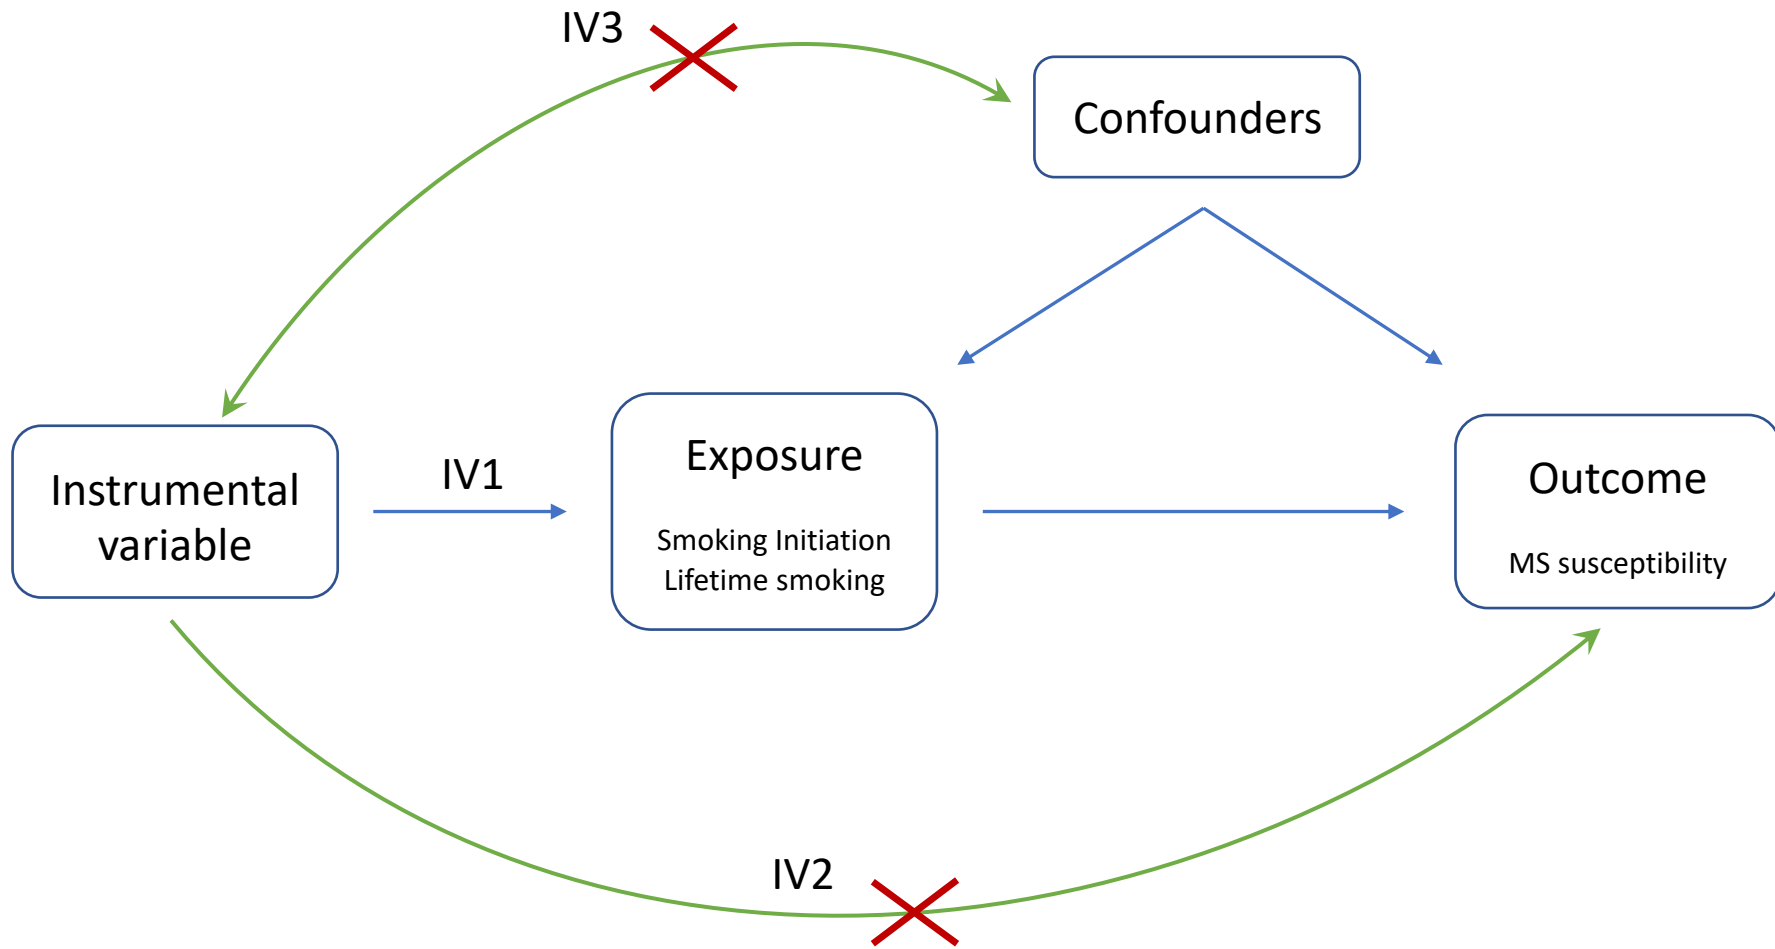 IV3
Confounders
Instrumental
variable
IV1
Exposure
Smoking Initiation
Lifetime smoking
Outcome
MS susceptibility
IV2